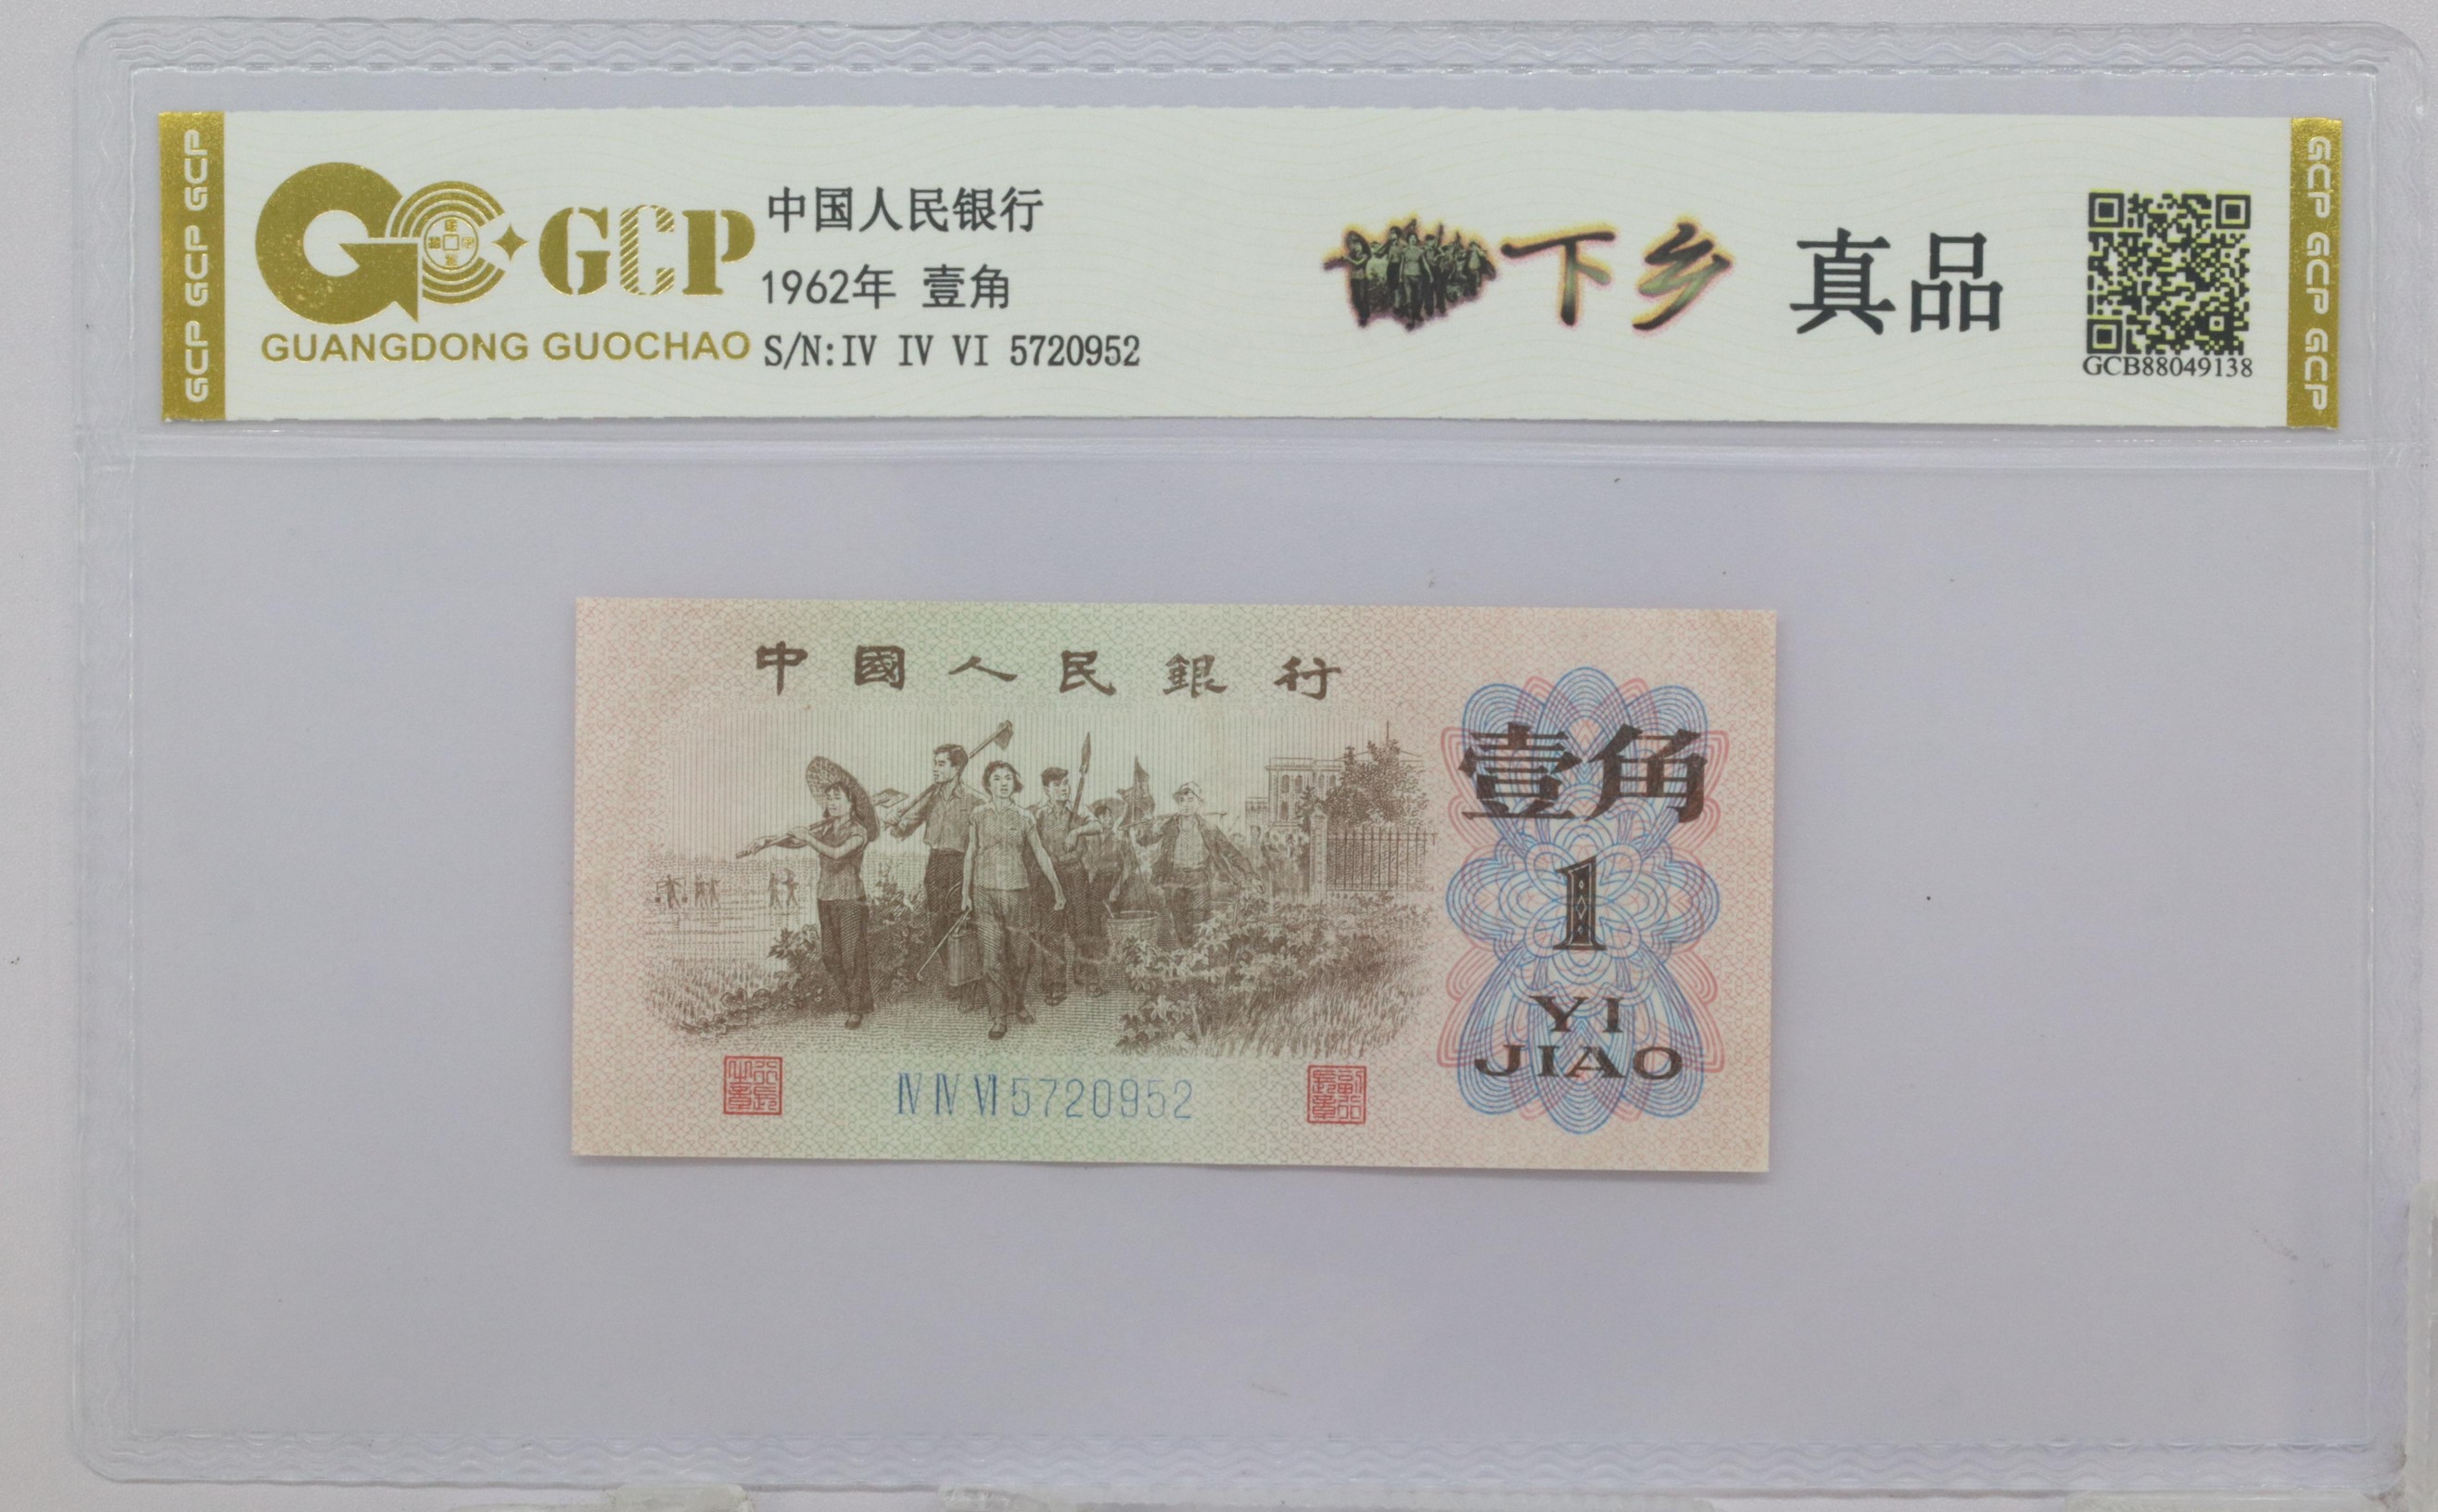 GCP GCP GCP
GCP
GUANGDONG GUOCHAO
中国人民银行
1962年 壹角
S/N:IV IV VI 5720952
下乡 真品
GCB88049138
GCP GCP GCP
中國人民銀行
壹角
1
YI
JIAO
Ⅳ Ⅳ Ⅵ 5720952